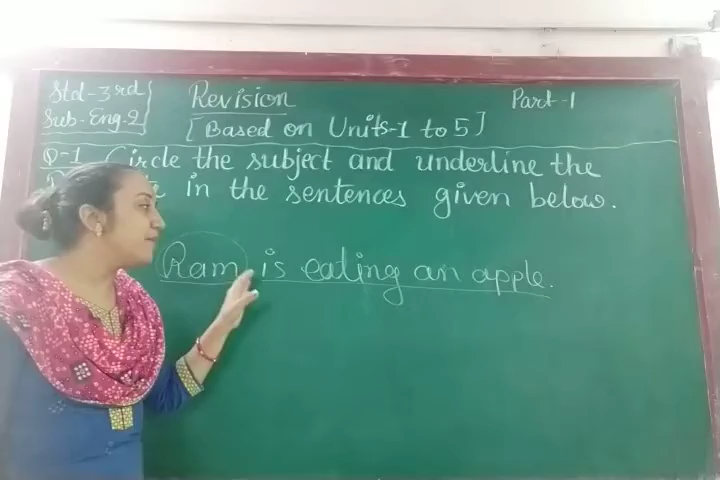 Std-3rd
Sub-Eng-2
Revision
Part-1
[Based on Units-1 to 5]
Q-1 Circle the subject and underline the
in the sentences given below.
Ram is eating an apple.